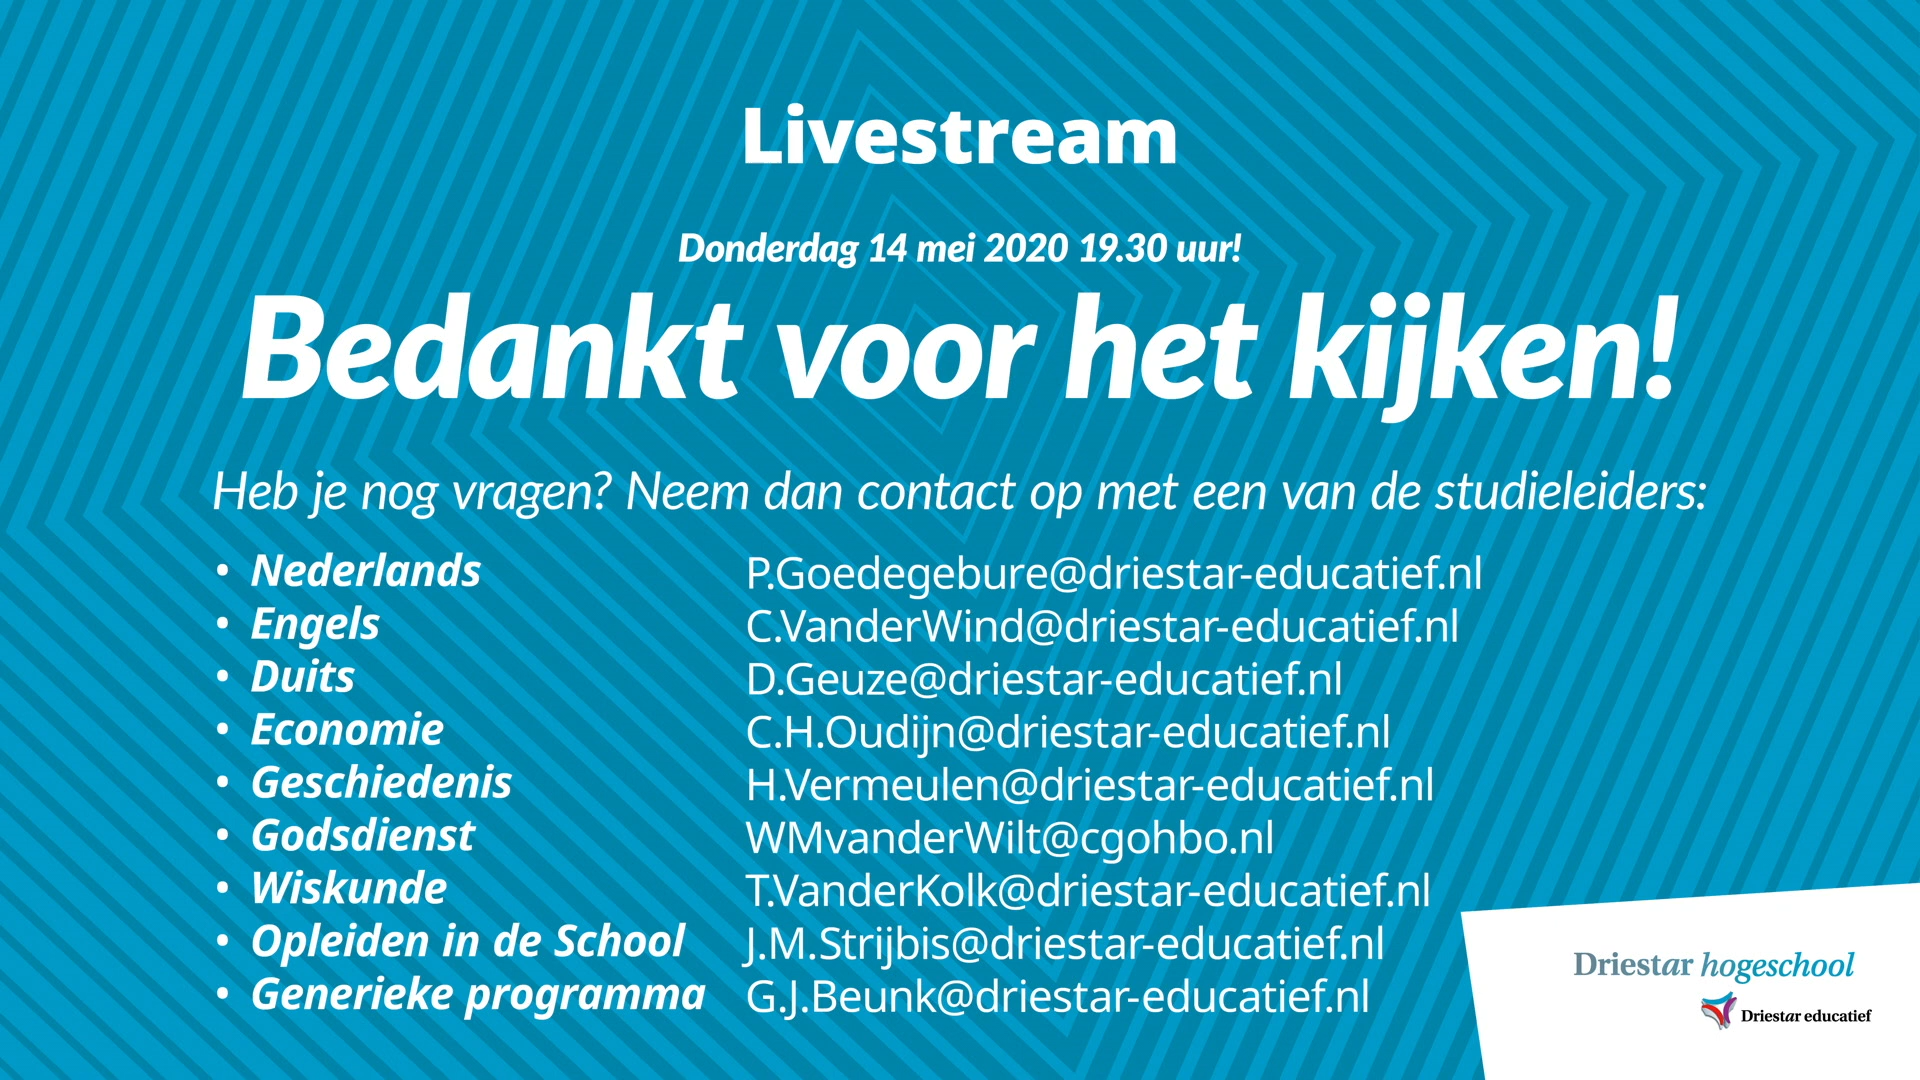 Livestream
Donderdag 14 mei 2020 19.30 uur!
Bedankt voor het kijken!
Heb je nog vragen? Neem dan contact op met een van de studieleiders:
• Nederlands P.Goedegebure@driestar-educatief.nl
• Engels C.VanderWind@driestar-educatief.nl
• Duits D.Geuze@driestar-educatief.nl
• Economie C.H.Oudijn@driestar-educatief.nl
• Geschiedenis H.Vermeulen@driestar-educatief.nl
• Godsdienst WMvanderWilt@cgohbo.nl
• Wiskunde T.VanderKolk@driestar-educatief.nl
• Opleiden in de School J.M.Strijbis@driestar-educatief.nl
• Generieke programma G.J.Beunk@driestar-educatief.nl
Driestar hogeschool
Driestar educatief